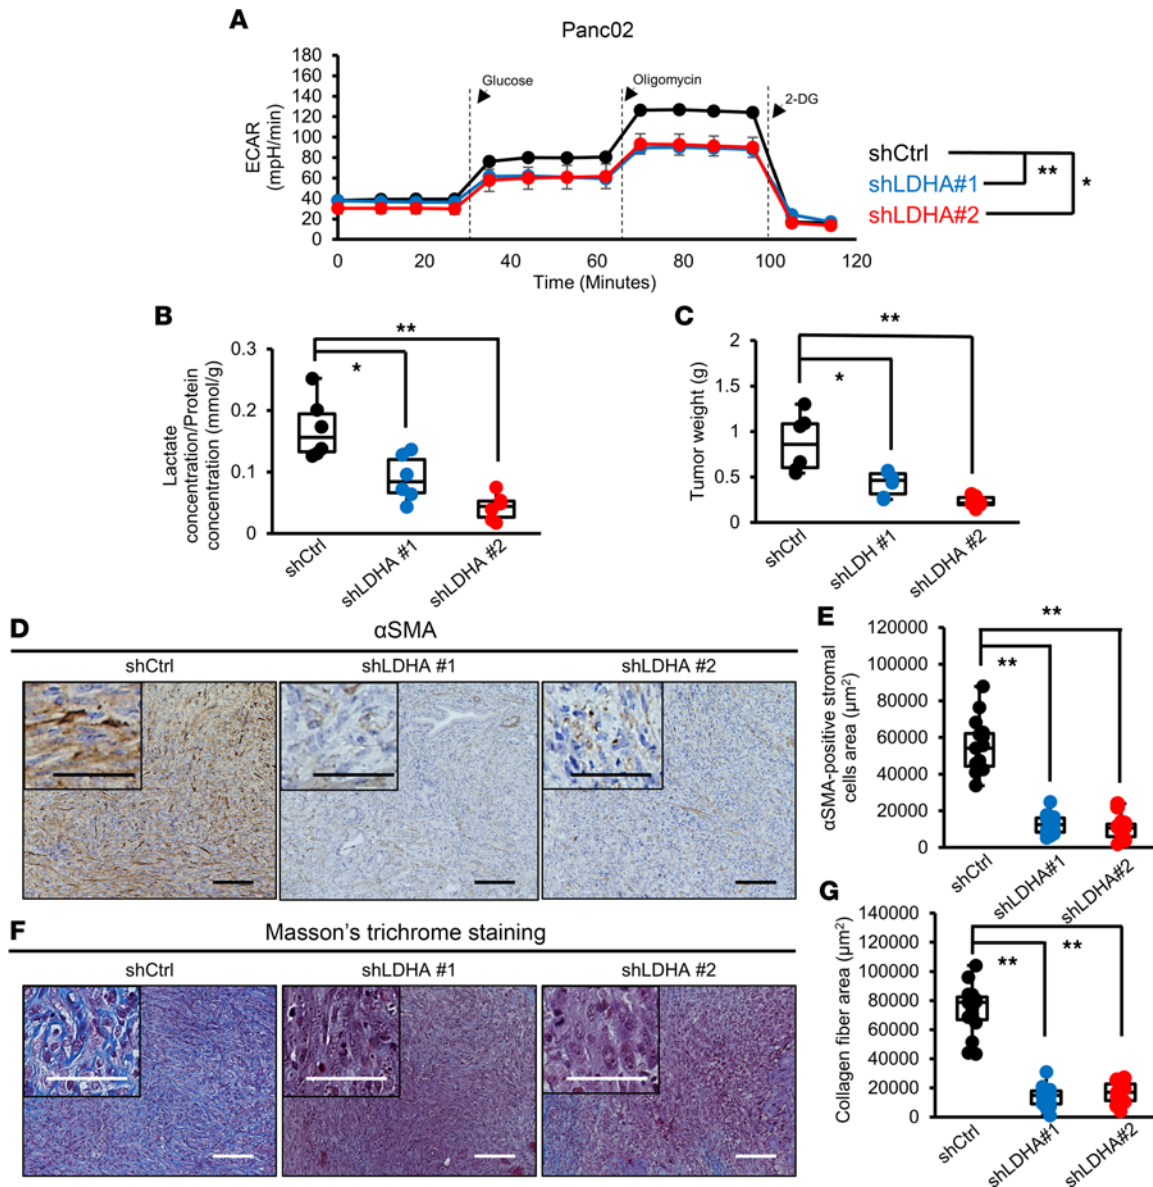 A
Panc02
180
160
140
120
100
80
60
40
20
0
ECAR
(mpH/min)
Glucose
Oligomycin
2-DG
0
20
40
60
80
100
120
Time (Minutes)
shCtrl
shLDHA#1
shLDHA#2
**
*
B
0.3
0.2
0.1
0
Lactate
concentration/Protein
concentration (mmol/g)
**
*
shCtrl
shLDHA #1
shLDHA #2
C
2
1.5
1
0.5
0
Tumor weight (g)
**
*
shCtrl
shLDH #1
shLDHA #2
D
αSMA
shCtrl
shLDHA #1
shLDHA #2
E
120000
100000
80000
60000
40000
20000
0
αSMA-positive stromal
cells area (μm²)
**
**
shCtrl
shLDHA#1
shLDHA#2
F
Masson's trichrome staining
shCtrl
shLDHA #1
shLDHA #2
G
140000
120000
100000
80000
60000
40000
20000
0
Collagen fiber area (μm²)
**
**
shCtrl
shLDHA#1
shLDHA#2